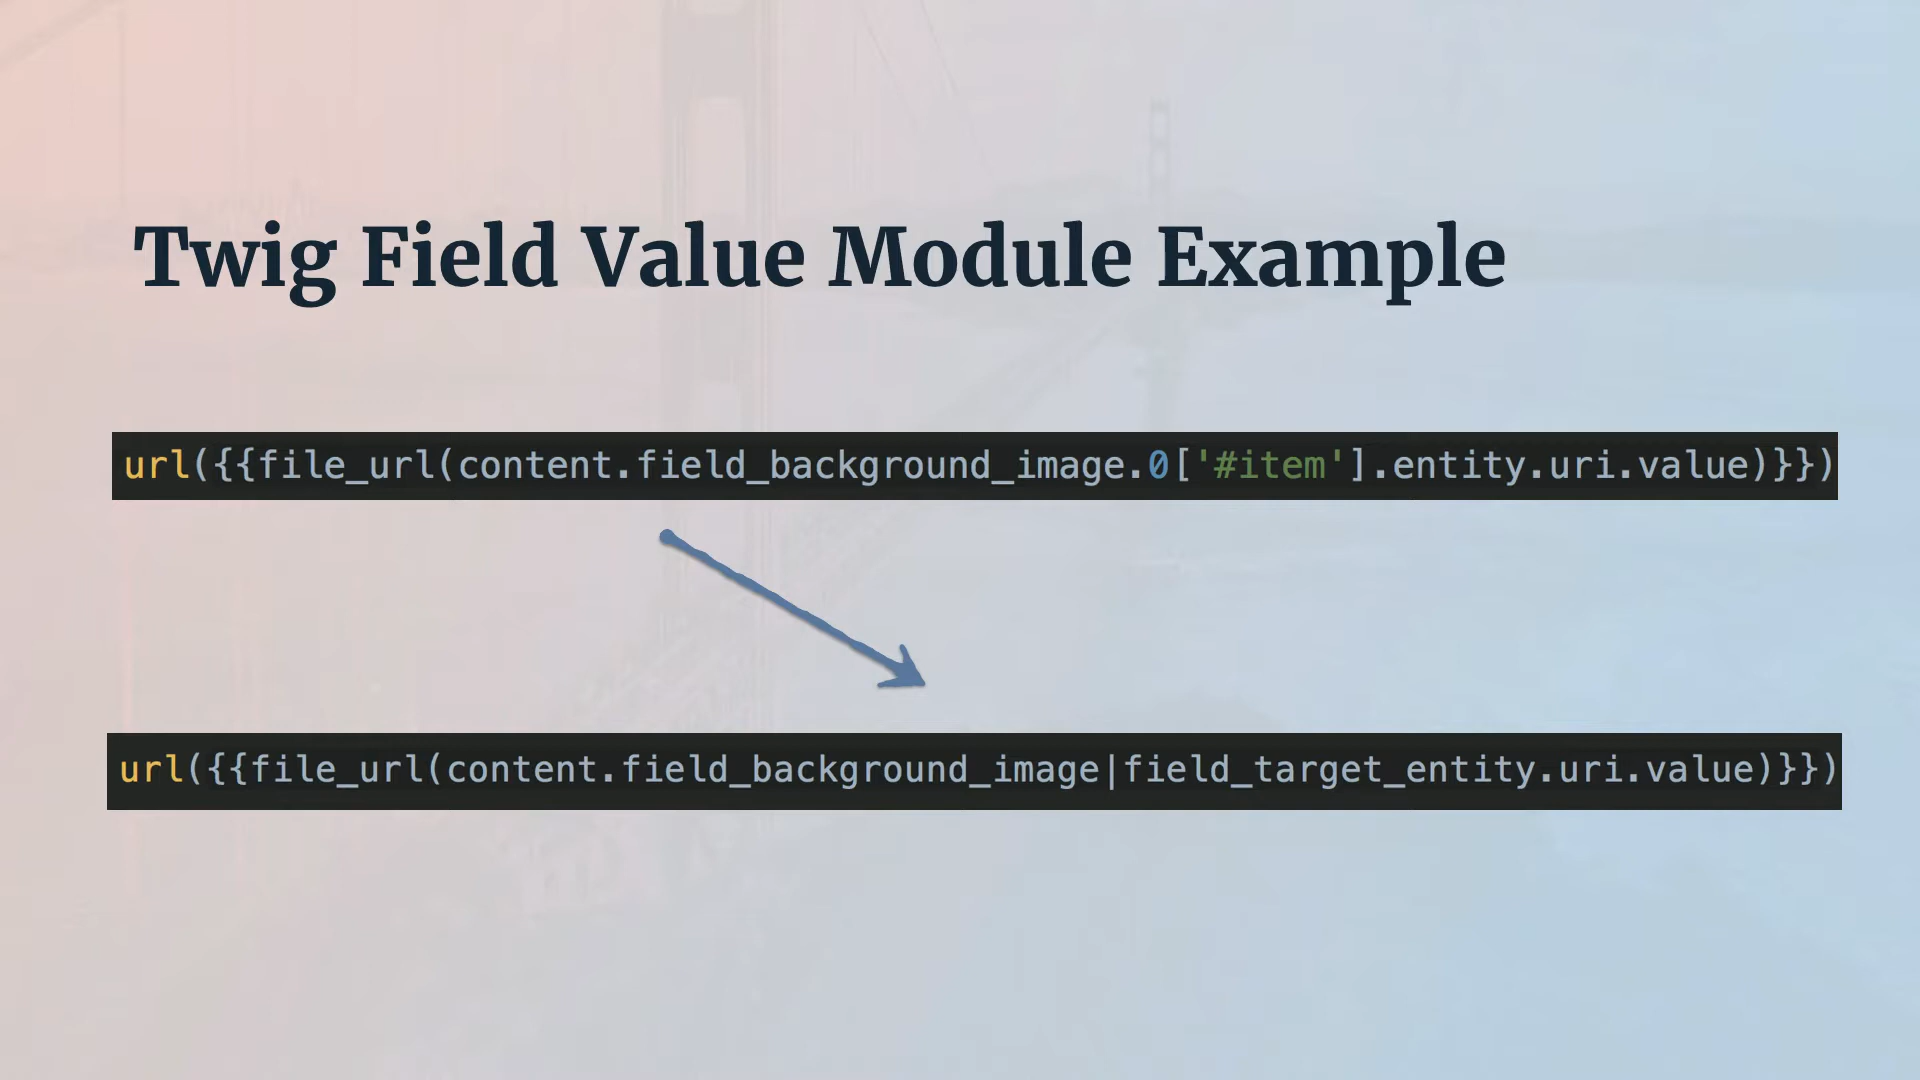 Twig Field Value Module Example
url({{file_url(content.field_background_image.0['#item'].entity.uri.value)}})
url({{file_url(content.field_background_image|field_target_entity.uri.value)}})